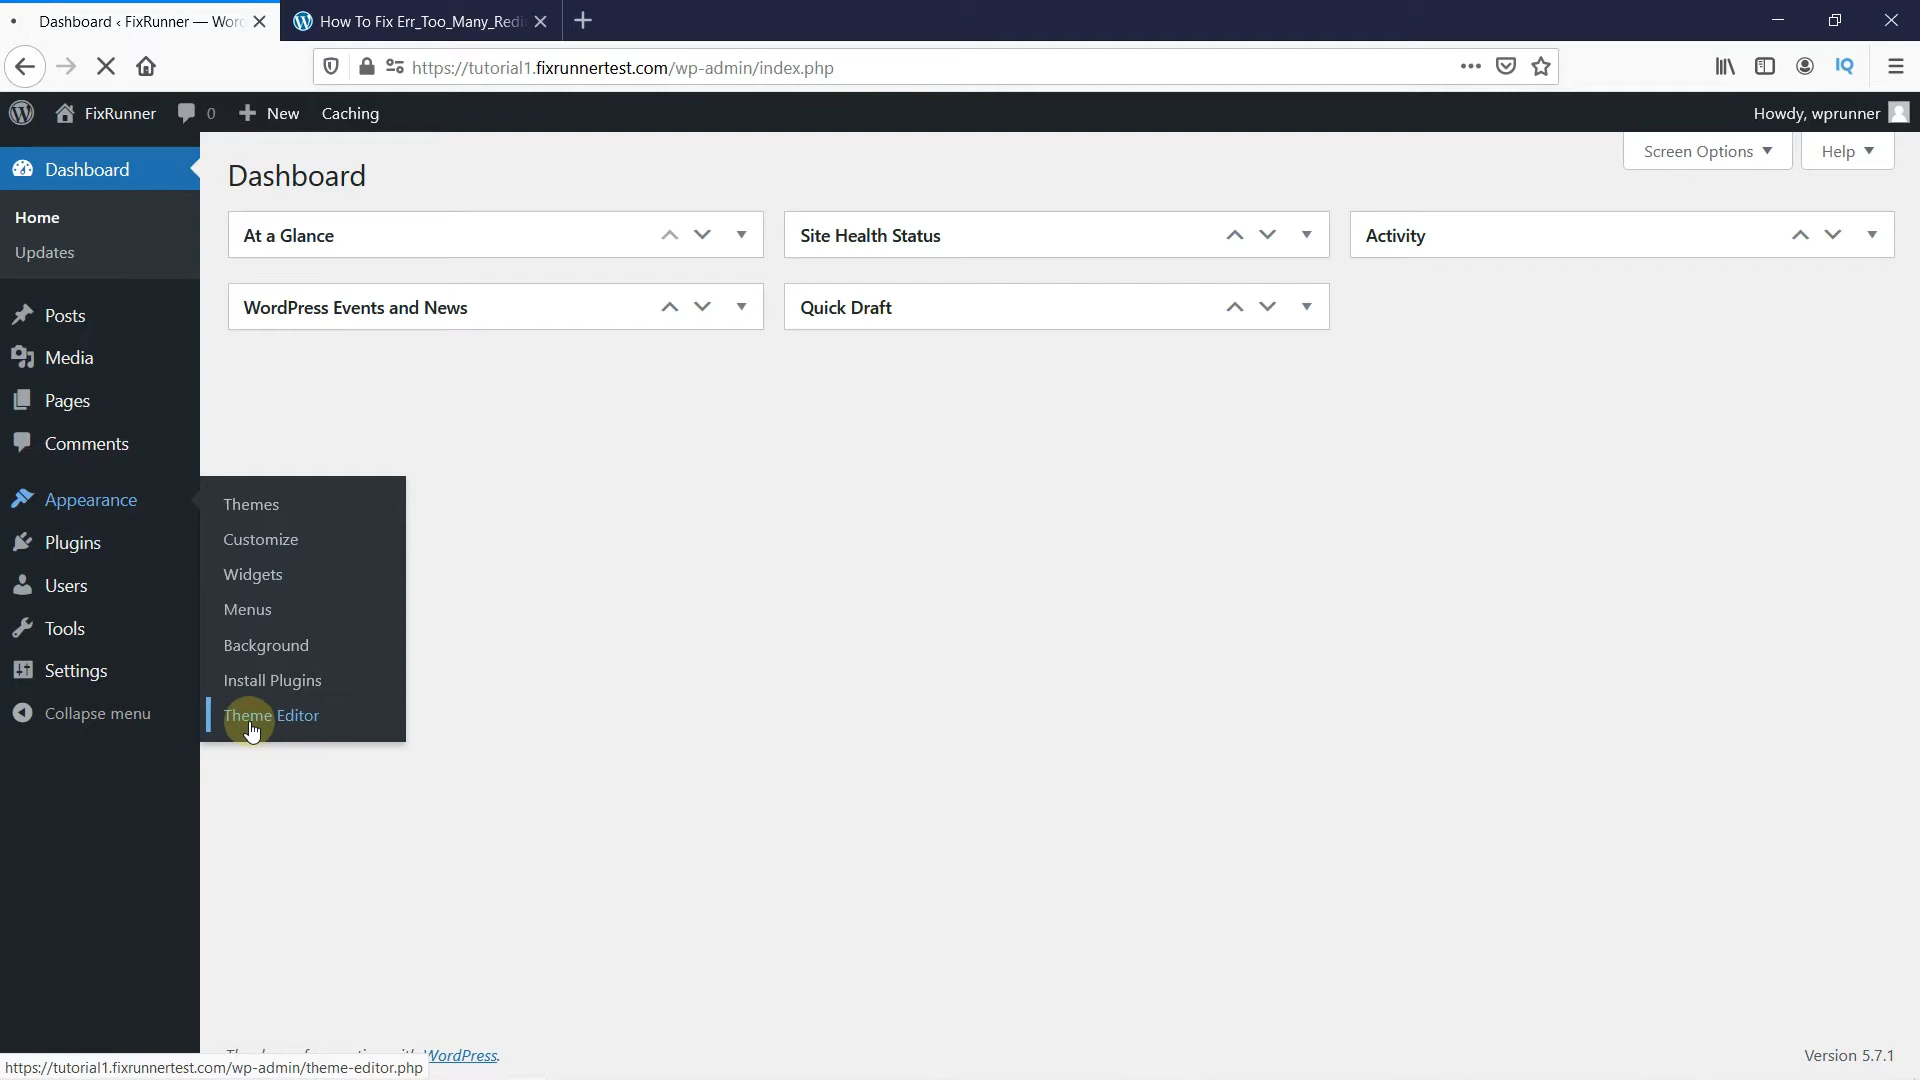 Dashboard ‹ FixRunner — Wor
How To Fix Err_Too_Many_Redi
https://tutorial1.fixrunnertest.com/wp-admin/index.php
IQ
FixRunner
0
New
Caching
Howdy, wprunner
Dashboard
Home
Updates
Posts
Media
Pages
Comments
Appearance
Plugins
Users
Tools
Settings
Collapse menu
Themes
Customize
Widgets
Menus
Background
Install Plugins
Theme Editor
Dashboard
Screen Options
Help
At a Glance
Site Health Status
Activity
WordPress Events and News
Quick Draft
WordPress.
Version 5.7.1
https://tutorial1.fixrunnertest.com/wp-admin/theme-editor.php